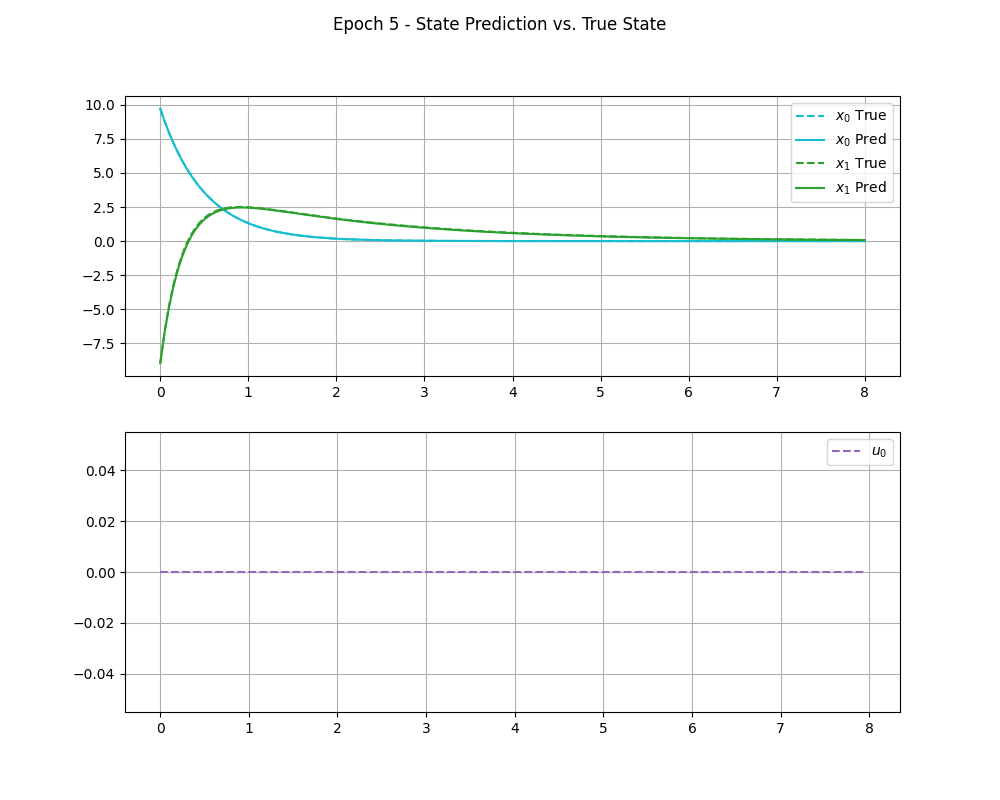 Epoch 5 - State Prediction vs. True State
10.0
7.5
5.0
2.5
0.0
−2.5
−5.0
−7.5
x₀ True
x₀ Pred
x₁ True
x₁ Pred
0 1 2 3 4 5 6 7 8
0.04
0.02
0.00
−0.02
−0.04
u₀
0 1 2 3 4 5 6 7 8